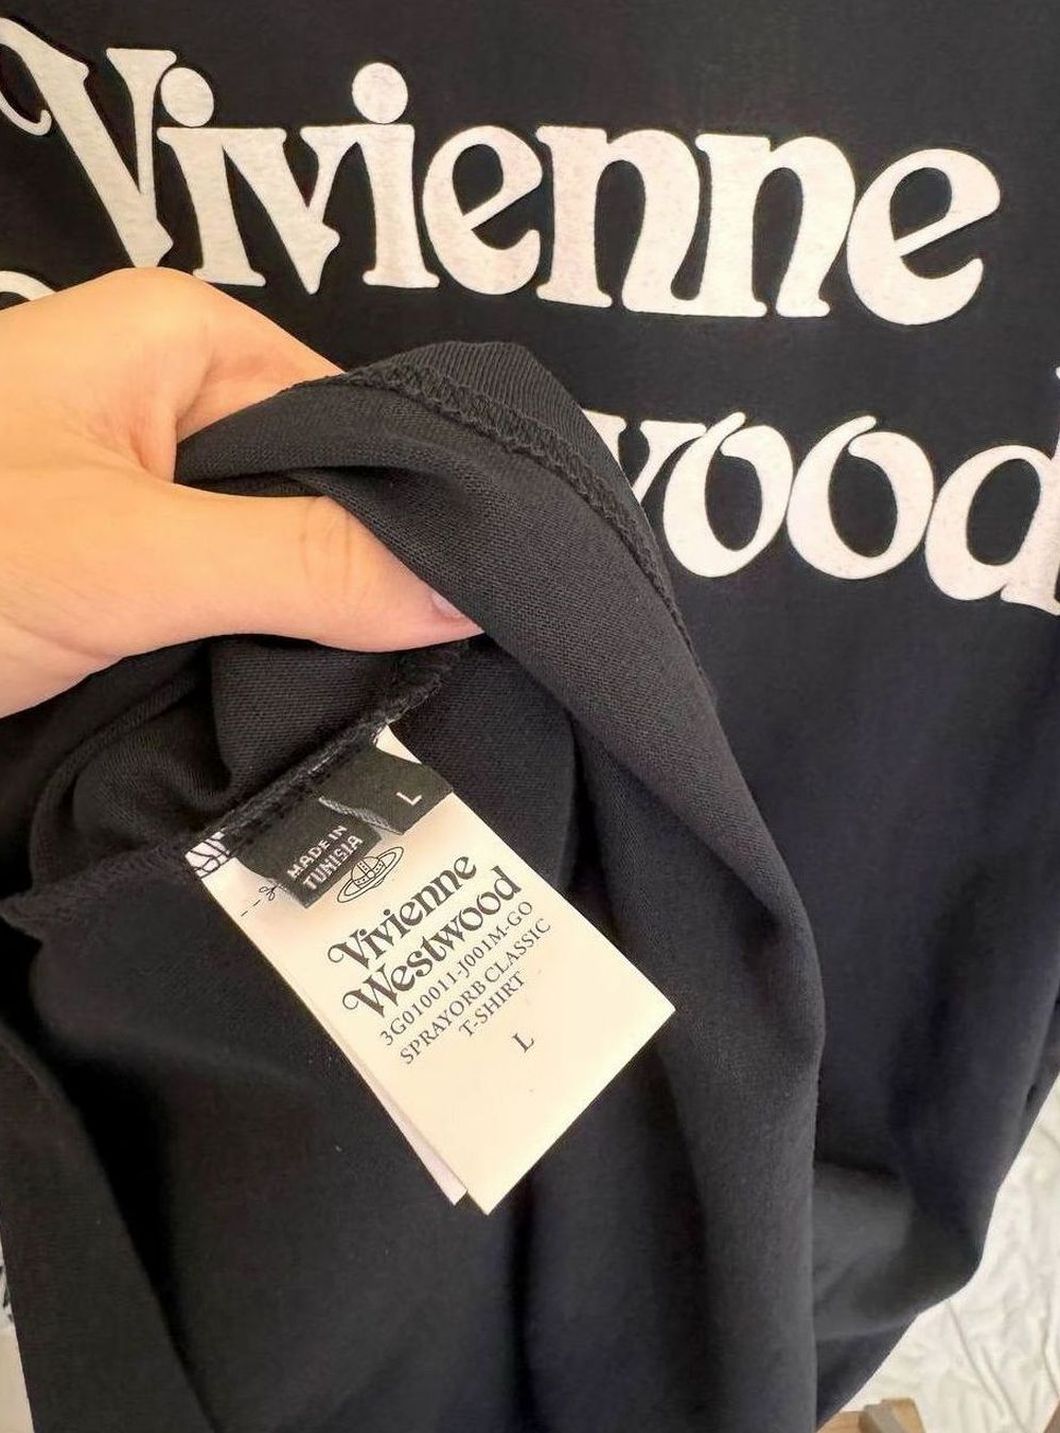 Vivienne
wood
L
MADE IN
TUNISIA
Vivienne
Westwood
3G010011-J001M-GO
SPRAYORB CLASSIC
T-SHIRT
L